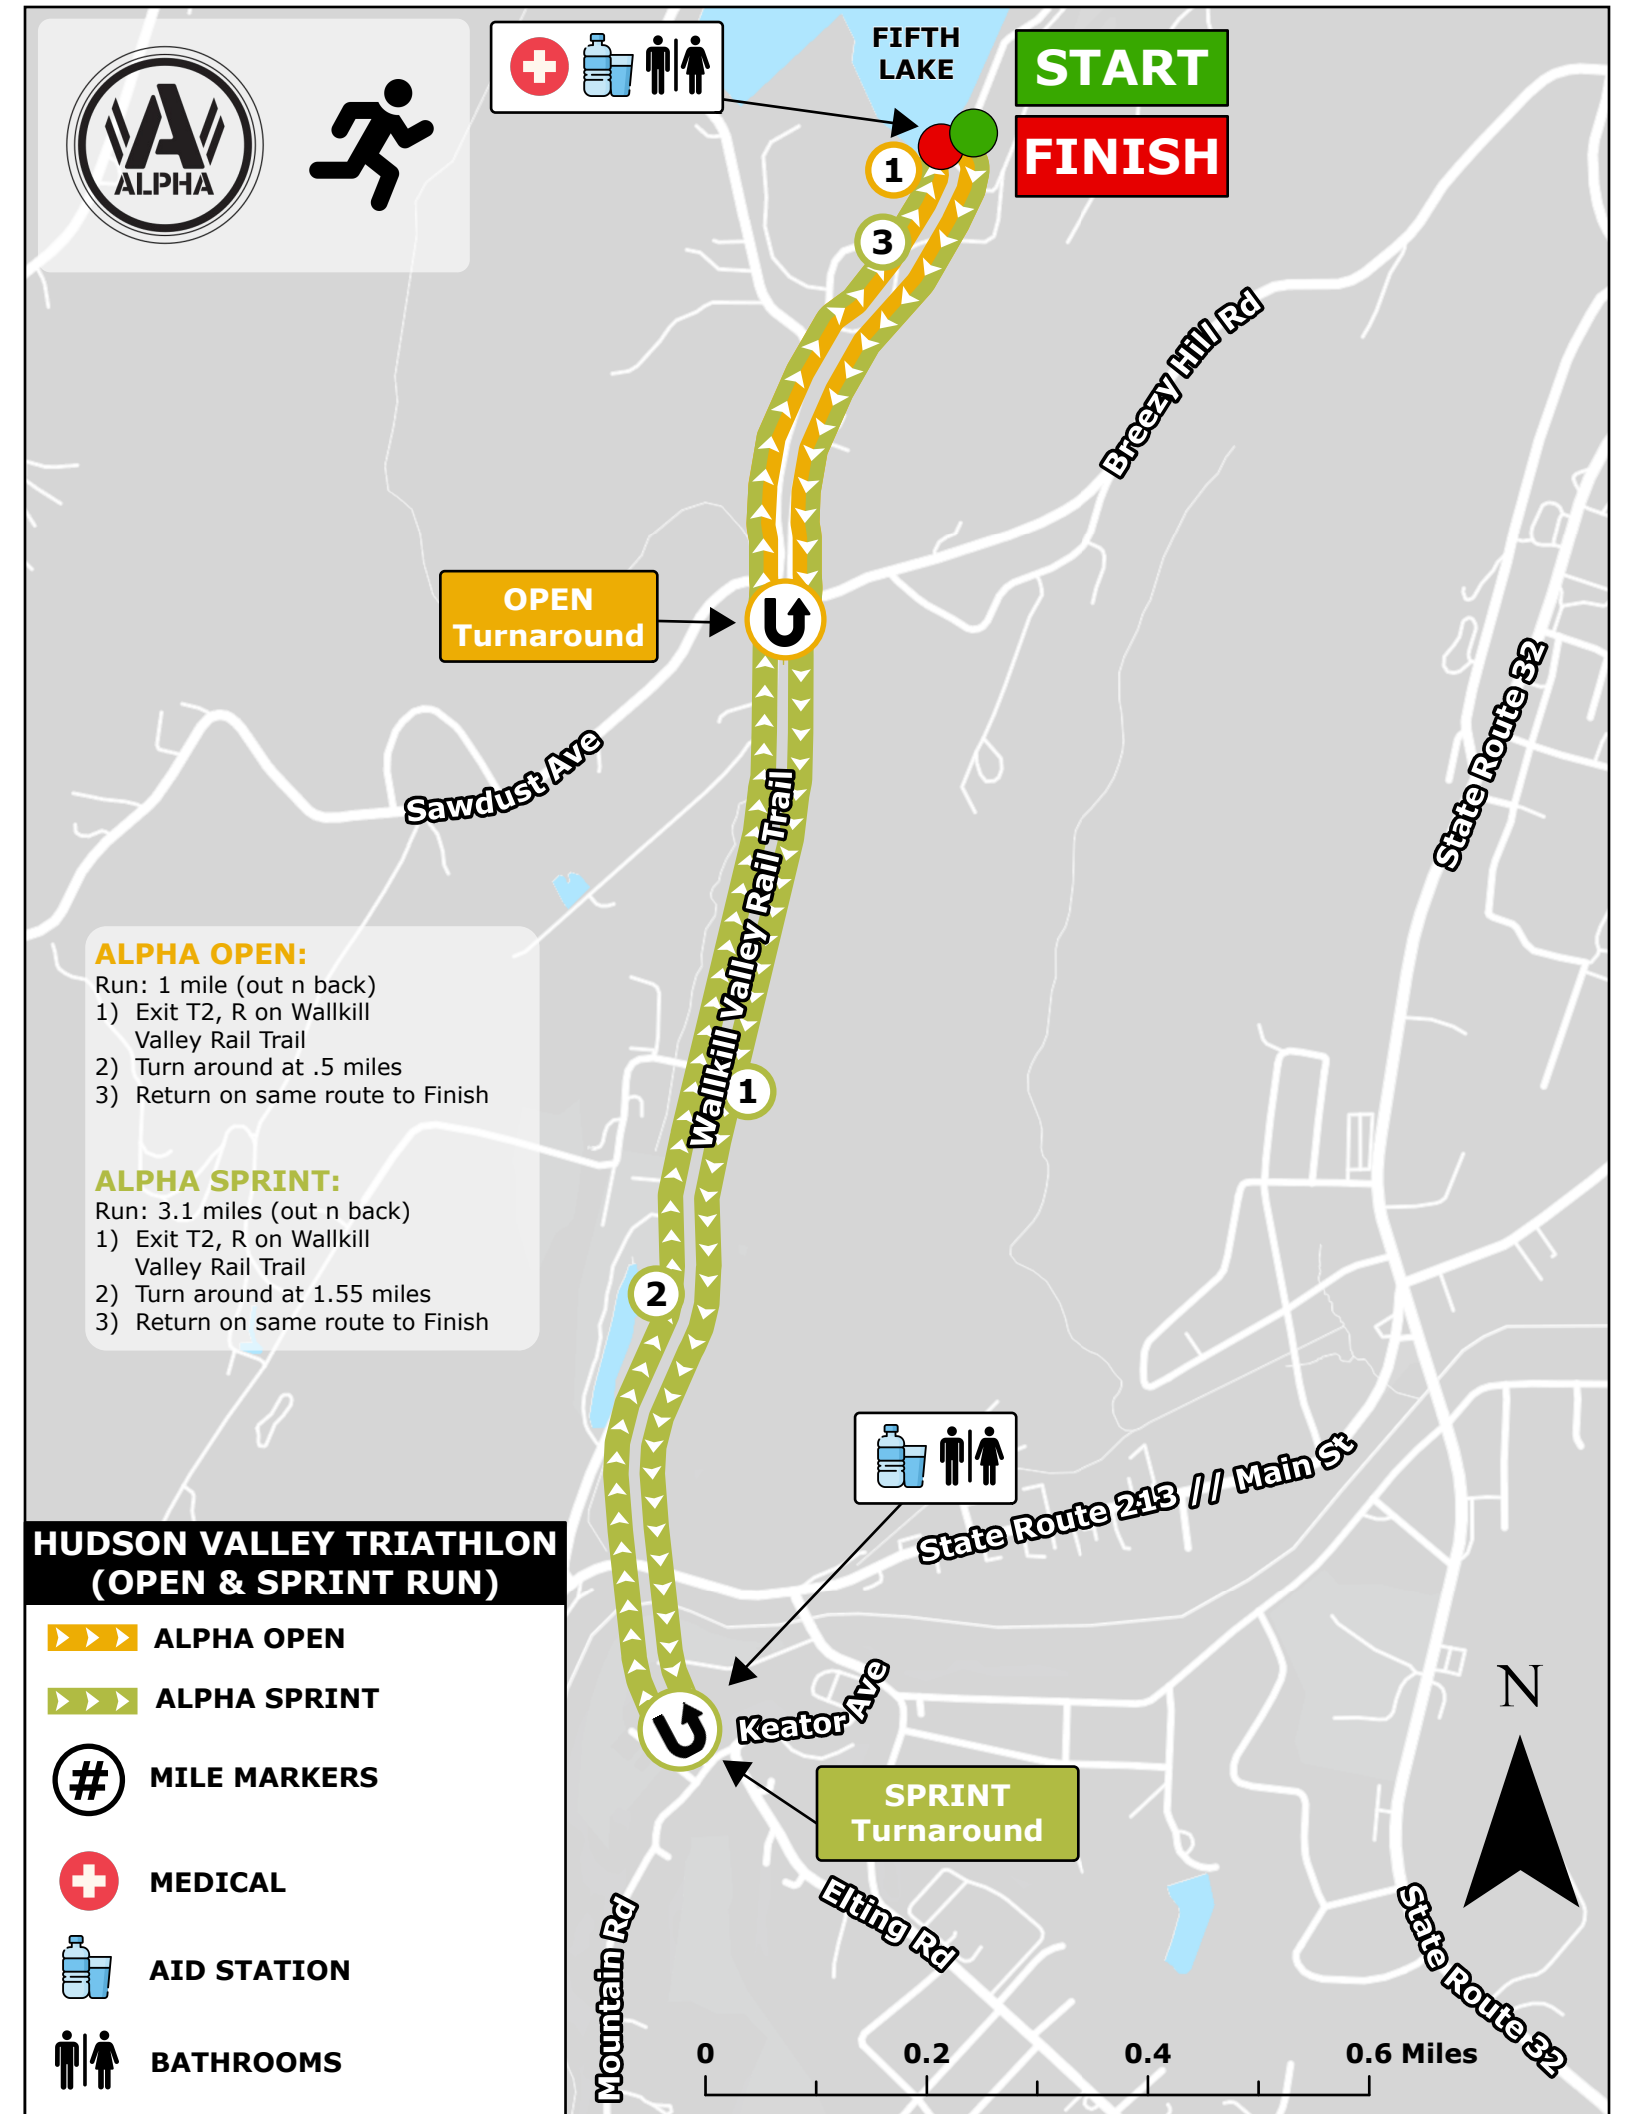 ALPHA
FIFTH
LAKE
START
FINISH
1
3
Breezy Hill Rd
OPEN
Turnaround
State Route 32
Sawdust Ave
Wallkill Valley Rail Trail
ALPHA OPEN:
Run: 1 mile (out n back)
1) Exit T2, R on Wallkill
Valley Rail Trail
2) Turn around at .5 miles
3) Return on same route to Finish
1
ALPHA SPRINT:
Run: 3.1 miles (out n back)
1) Exit T2, R on Wallkill
Valley Rail Trail
2) Turn around at 1.55 miles
3) Return on same route to Finish
2
State Route 213 // Main St
HUDSON VALLEY TRIATHLON
(OPEN & SPRINT RUN)
ALPHA OPEN
ALPHA SPRINT
# MILE MARKERS
MEDICAL
AID STATION
BATHROOMS
Keator Ave
SPRINT
Turnaround
N
Elting Rd
Mountain Rd
State Route 32
0 0.2 0.4 0.6 Miles